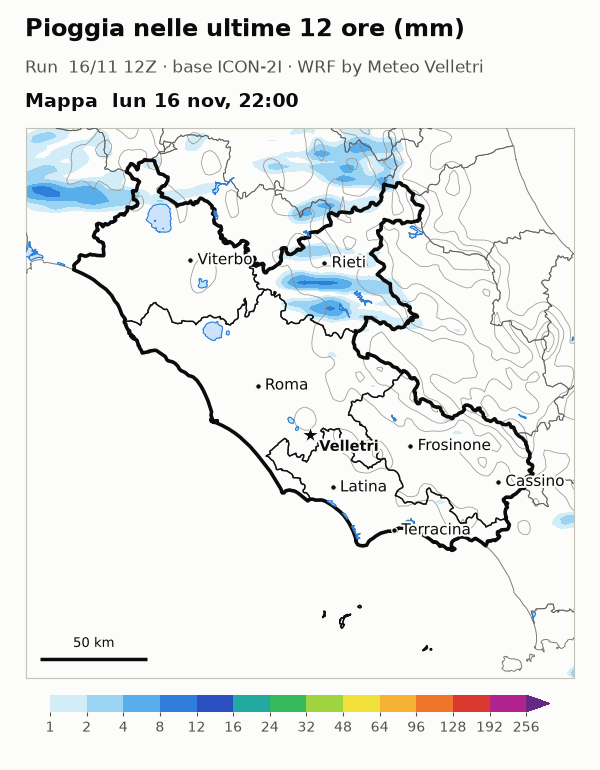 Pioggia nelle ultime 12 ore (mm)
Run  16/11 12Z · base ICON-2I · WRF by Meteo Velletri
Mappa  lun 16 nov, 22:00
Viterbo
Rieti
Roma
Velletri
Frosinone
Latina
Cassino
Terracina
50 km
1 2 4 8 12 16 24 32 48 64 96 128 192 256